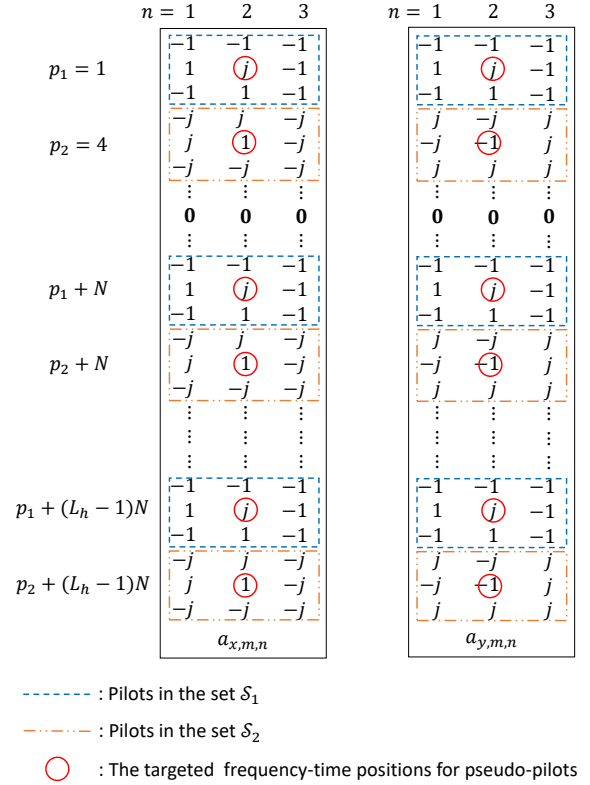 n = 1 2 3 n = 1 2 3
−1 −1 −1 −1 −1 −1
p₁ = 1 1 j −1 1 j −1
−1 1 −1 −1 1 −1
−j j −j j −j j
p₂ = 4 j 1 −j −j −1 j
−j −j −j j j j
⋮ ⋮ ⋮ ⋮ ⋮ ⋮
0 0 0 0 0 0
⋮ ⋮ ⋮ ⋮ ⋮ ⋮
−1 −1 −1 −1 −1 −1
p₁ + N 1 j −1 1 j −1
−1 1 −1 −1 1 −1
−j j −j j −j j
p₂ + N j 1 −j −j −1 j
−j −j −j j j j
⋮ ⋮ ⋮ ⋮ ⋮ ⋮
⋮ ⋮ ⋮ ⋮ ⋮ ⋮
−1 −1 −1 −1 −1 −1
p₁ + (Lₕ − 1)N 1 j −1 1 j −1
−1 1 −1 −1 1 −1
−j j −j j −j j
p₂ + (Lₕ − 1)N j 1 −j −j −1 j
−j −j −j j j j
a_{x,m,n} a_{y,m,n}
: Pilots in the set 𝒮₁
: Pilots in the set 𝒮₂
: The targeted frequency-time positions for pseudo-pilots